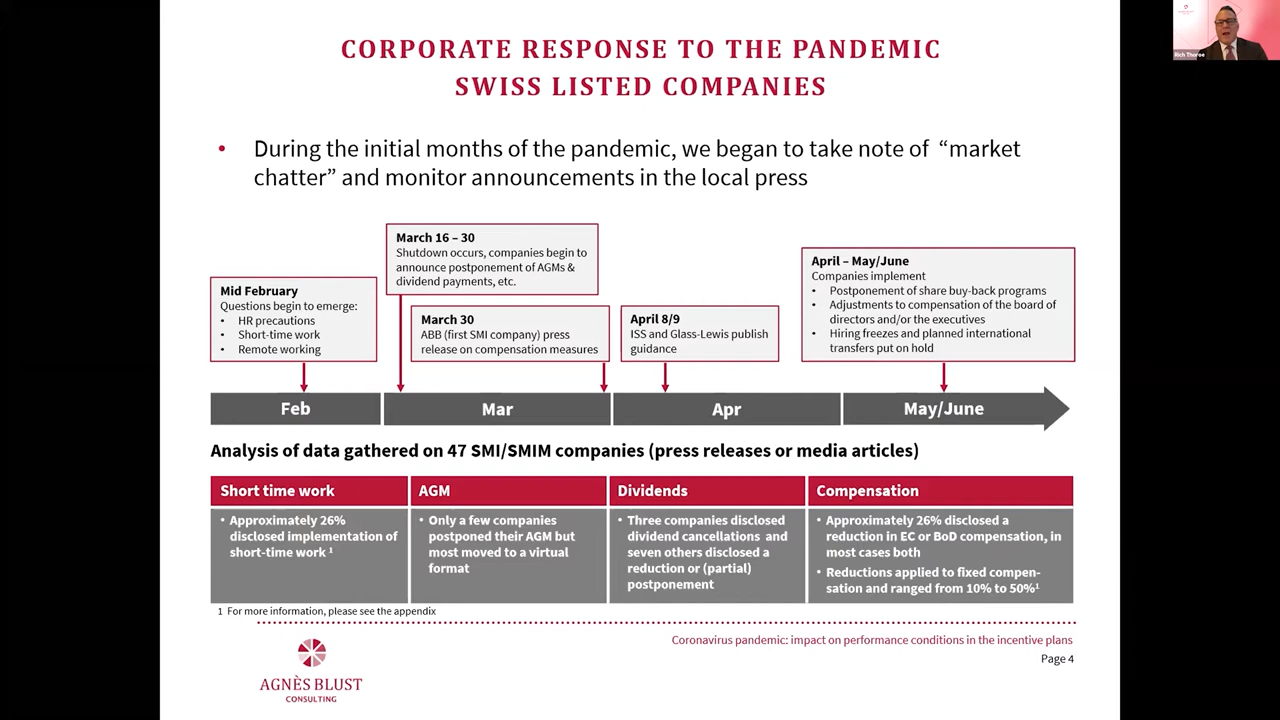 CORPORATE RESPONSE TO THE PANDEMIC
SWISS LISTED COMPANIES
• During the initial months of the pandemic, we began to take note of “market
chatter” and monitor announcements in the local press
Mid February
Questions begin to emerge:
• HR precautions
• Short-time work
• Remote working
March 16 – 30
Shutdown occurs, companies begin to
announce postponement of AGMs &
dividend payments, etc.
March 30
ABB (first SMI company) press
release on compensation measures
April 8/9
ISS and Glass-Lewis publish
guidance
April – May/June
Companies implement
• Postponement of share buy-back programs
• Adjustments to compensation of the board of
directors and/or the executives
• Hiring freezes and planned international
transfers put on hold
Feb
Mar
Apr
May/June
Analysis of data gathered on 47 SMI/SMIM companies (press releases or media articles)
Short time work
• Approximately 26%
disclosed implementation of
short-time work 1
AGM
• Only a few companies
postponed their AGM but
most moved to a virtual
format
Dividends
• Three companies disclosed
dividend cancellations and
seven others disclosed a
reduction or (partial)
postponement
Compensation
• Approximately 26% disclosed a
reduction in EC or BoD compensation, in
most cases both
• Reductions applied to fixed compen-
sation and ranged from 10% to 50%1
1 For more information, please see the appendix
Coronavirus pandemic: impact on performance conditions in the incentive plans
Page 4
AGNÈS BLUST
CONSULTING
Rich Thorpe